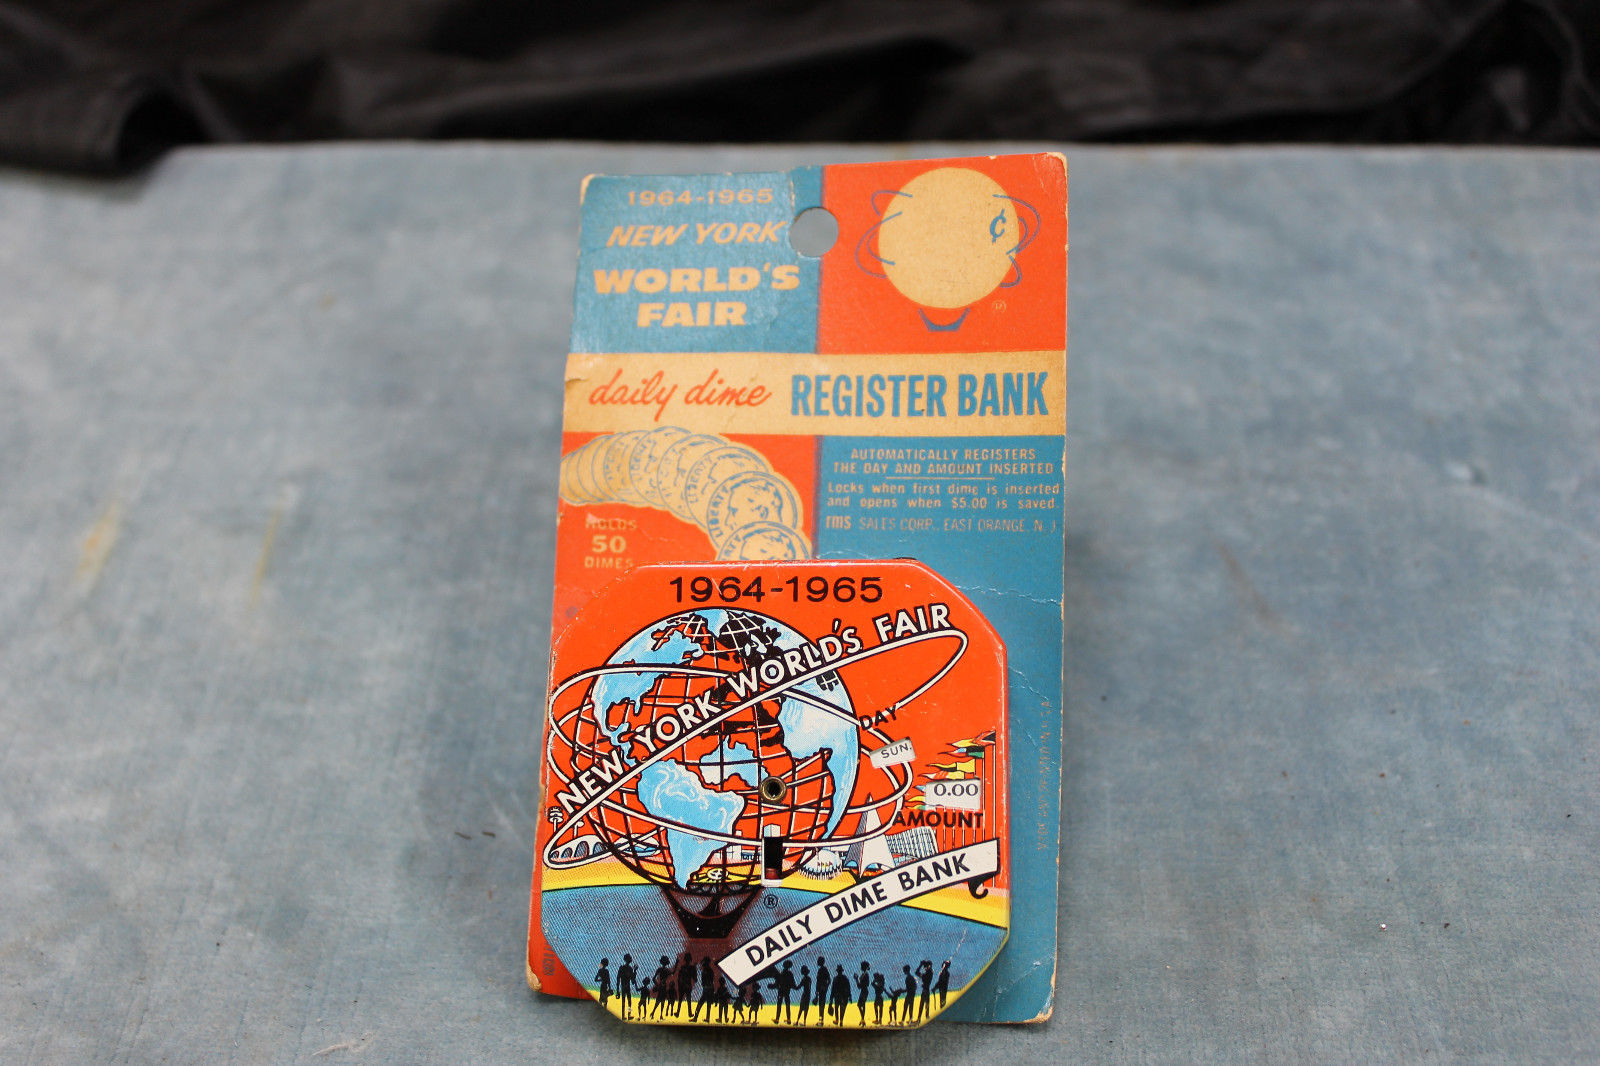 1964-1965
NEW YORK
WORLD'S
FAIR
¢
daily dime REGISTER BANK
AUTOMATICALLY REGISTERS
THE DAY AND AMOUNT INSERTED
Locks when first dime is inserted
and opens when $5.00 is saved.
rms SALES CORP., EAST ORANGE, N. J.
HOLDS
50
DIMES
LIBERTY
1964-1965
NEW YORK WORLD'S FAIR
DAY
SUN.
0.00
AMOUNT
DAILY DIME BANK
®